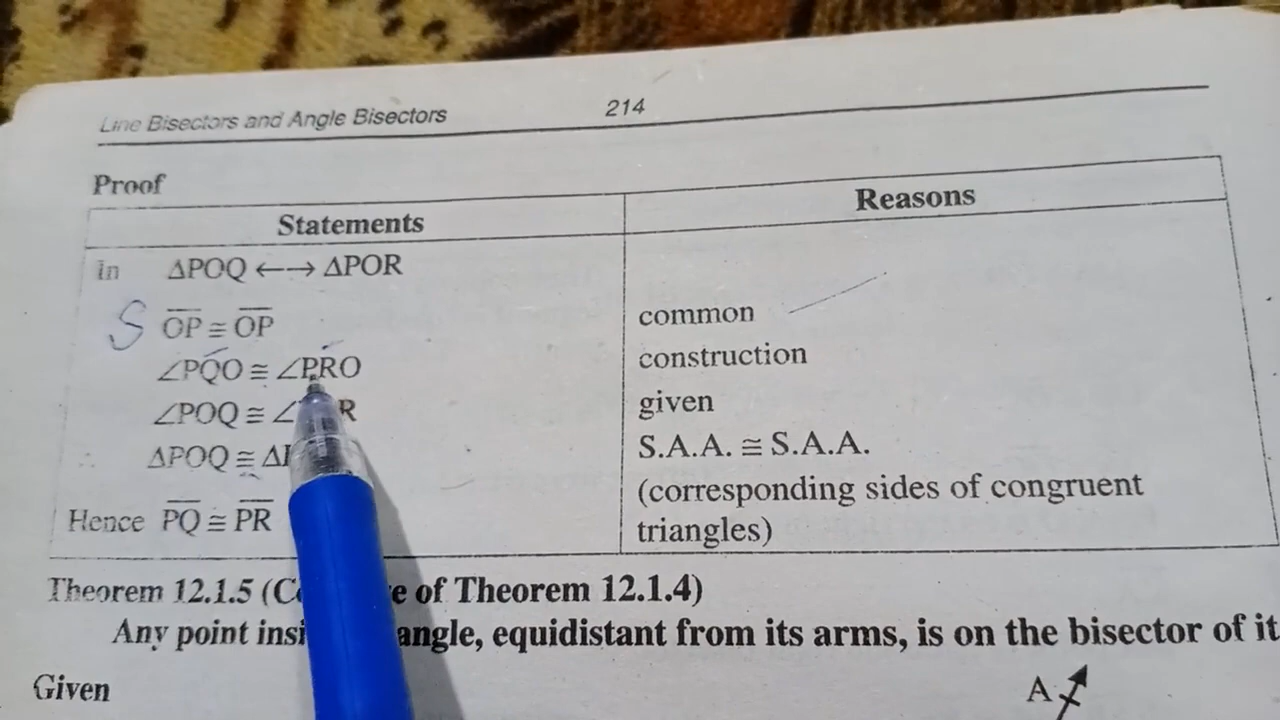 Line Bisectors and Angle Bisectors 214
Proof
Statements Reasons
in ΔPOQ ←→ ΔPOR
S OP ≅ OP common
∠PQO ≅ ∠PRO construction
∠POQ ≅ ∠ R given
∴ ΔPOQ ≅ Δ S.A.A. ≅ S.A.A.
Hence PQ ≅ PR (corresponding sides of congruent
triangles)
Theorem 12.1.5 ( e of Theorem 12.1.4)
Any point angle, equidistant from its arms, is on the bisector of it
Given
A